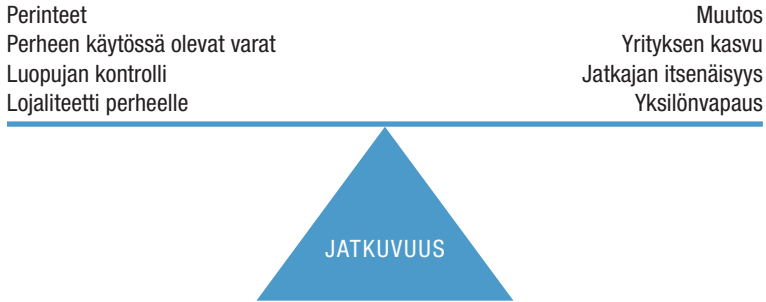 Perinteet
Perheen käytössä olevat varat
Luopujan kontrolli
Lojaliteetti perheelle
Muutos
Yrityksen kasvu
Jatkajan itsenäisyys
Yksilönvapaus
JATKUVUUS